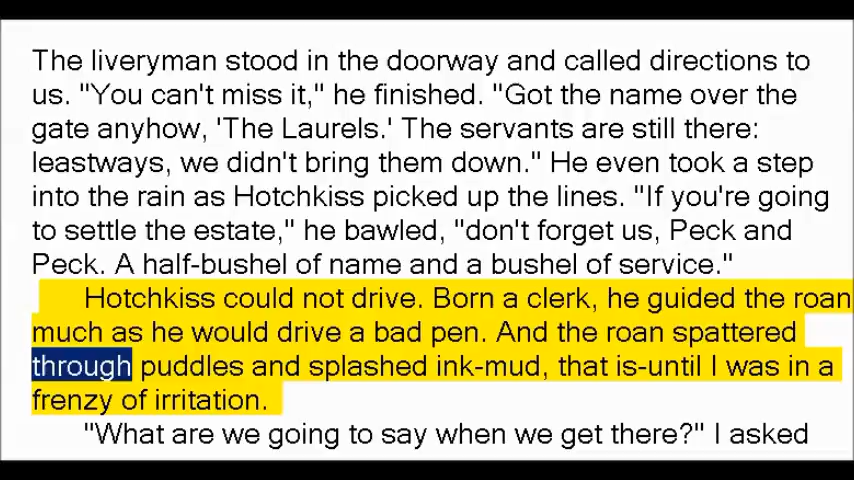 The liveryman stood in the doorway and called directions to
us. "You can't miss it," he finished. "Got the name over the
gate anyhow, 'The Laurels.' The servants are still there:
leastways, we didn't bring them down." He even took a step
into the rain as Hotchkiss picked up the lines. "If you're going
to settle the estate," he bawled, "don't forget us, Peck and
Peck. A half-bushel of name and a bushel of service."
Hotchkiss could not drive. Born a clerk, he guided the roan
much as he would drive a bad pen. And the roan spattered
through puddles and splashed ink-mud, that is-until I was in a
frenzy of irritation.
"What are we going to say when we get there?" I asked